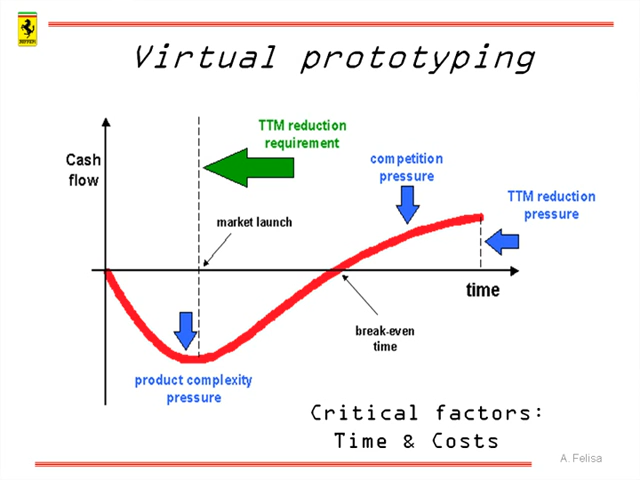 Ferrari
Virtual prototyping
TTM reduction
requirement
Cash
flow
competition
pressure
TTM reduction
pressure
market launch
time
break-even
time
product complexity
pressure
Critical factors:
Time & Costs
A. Felisa